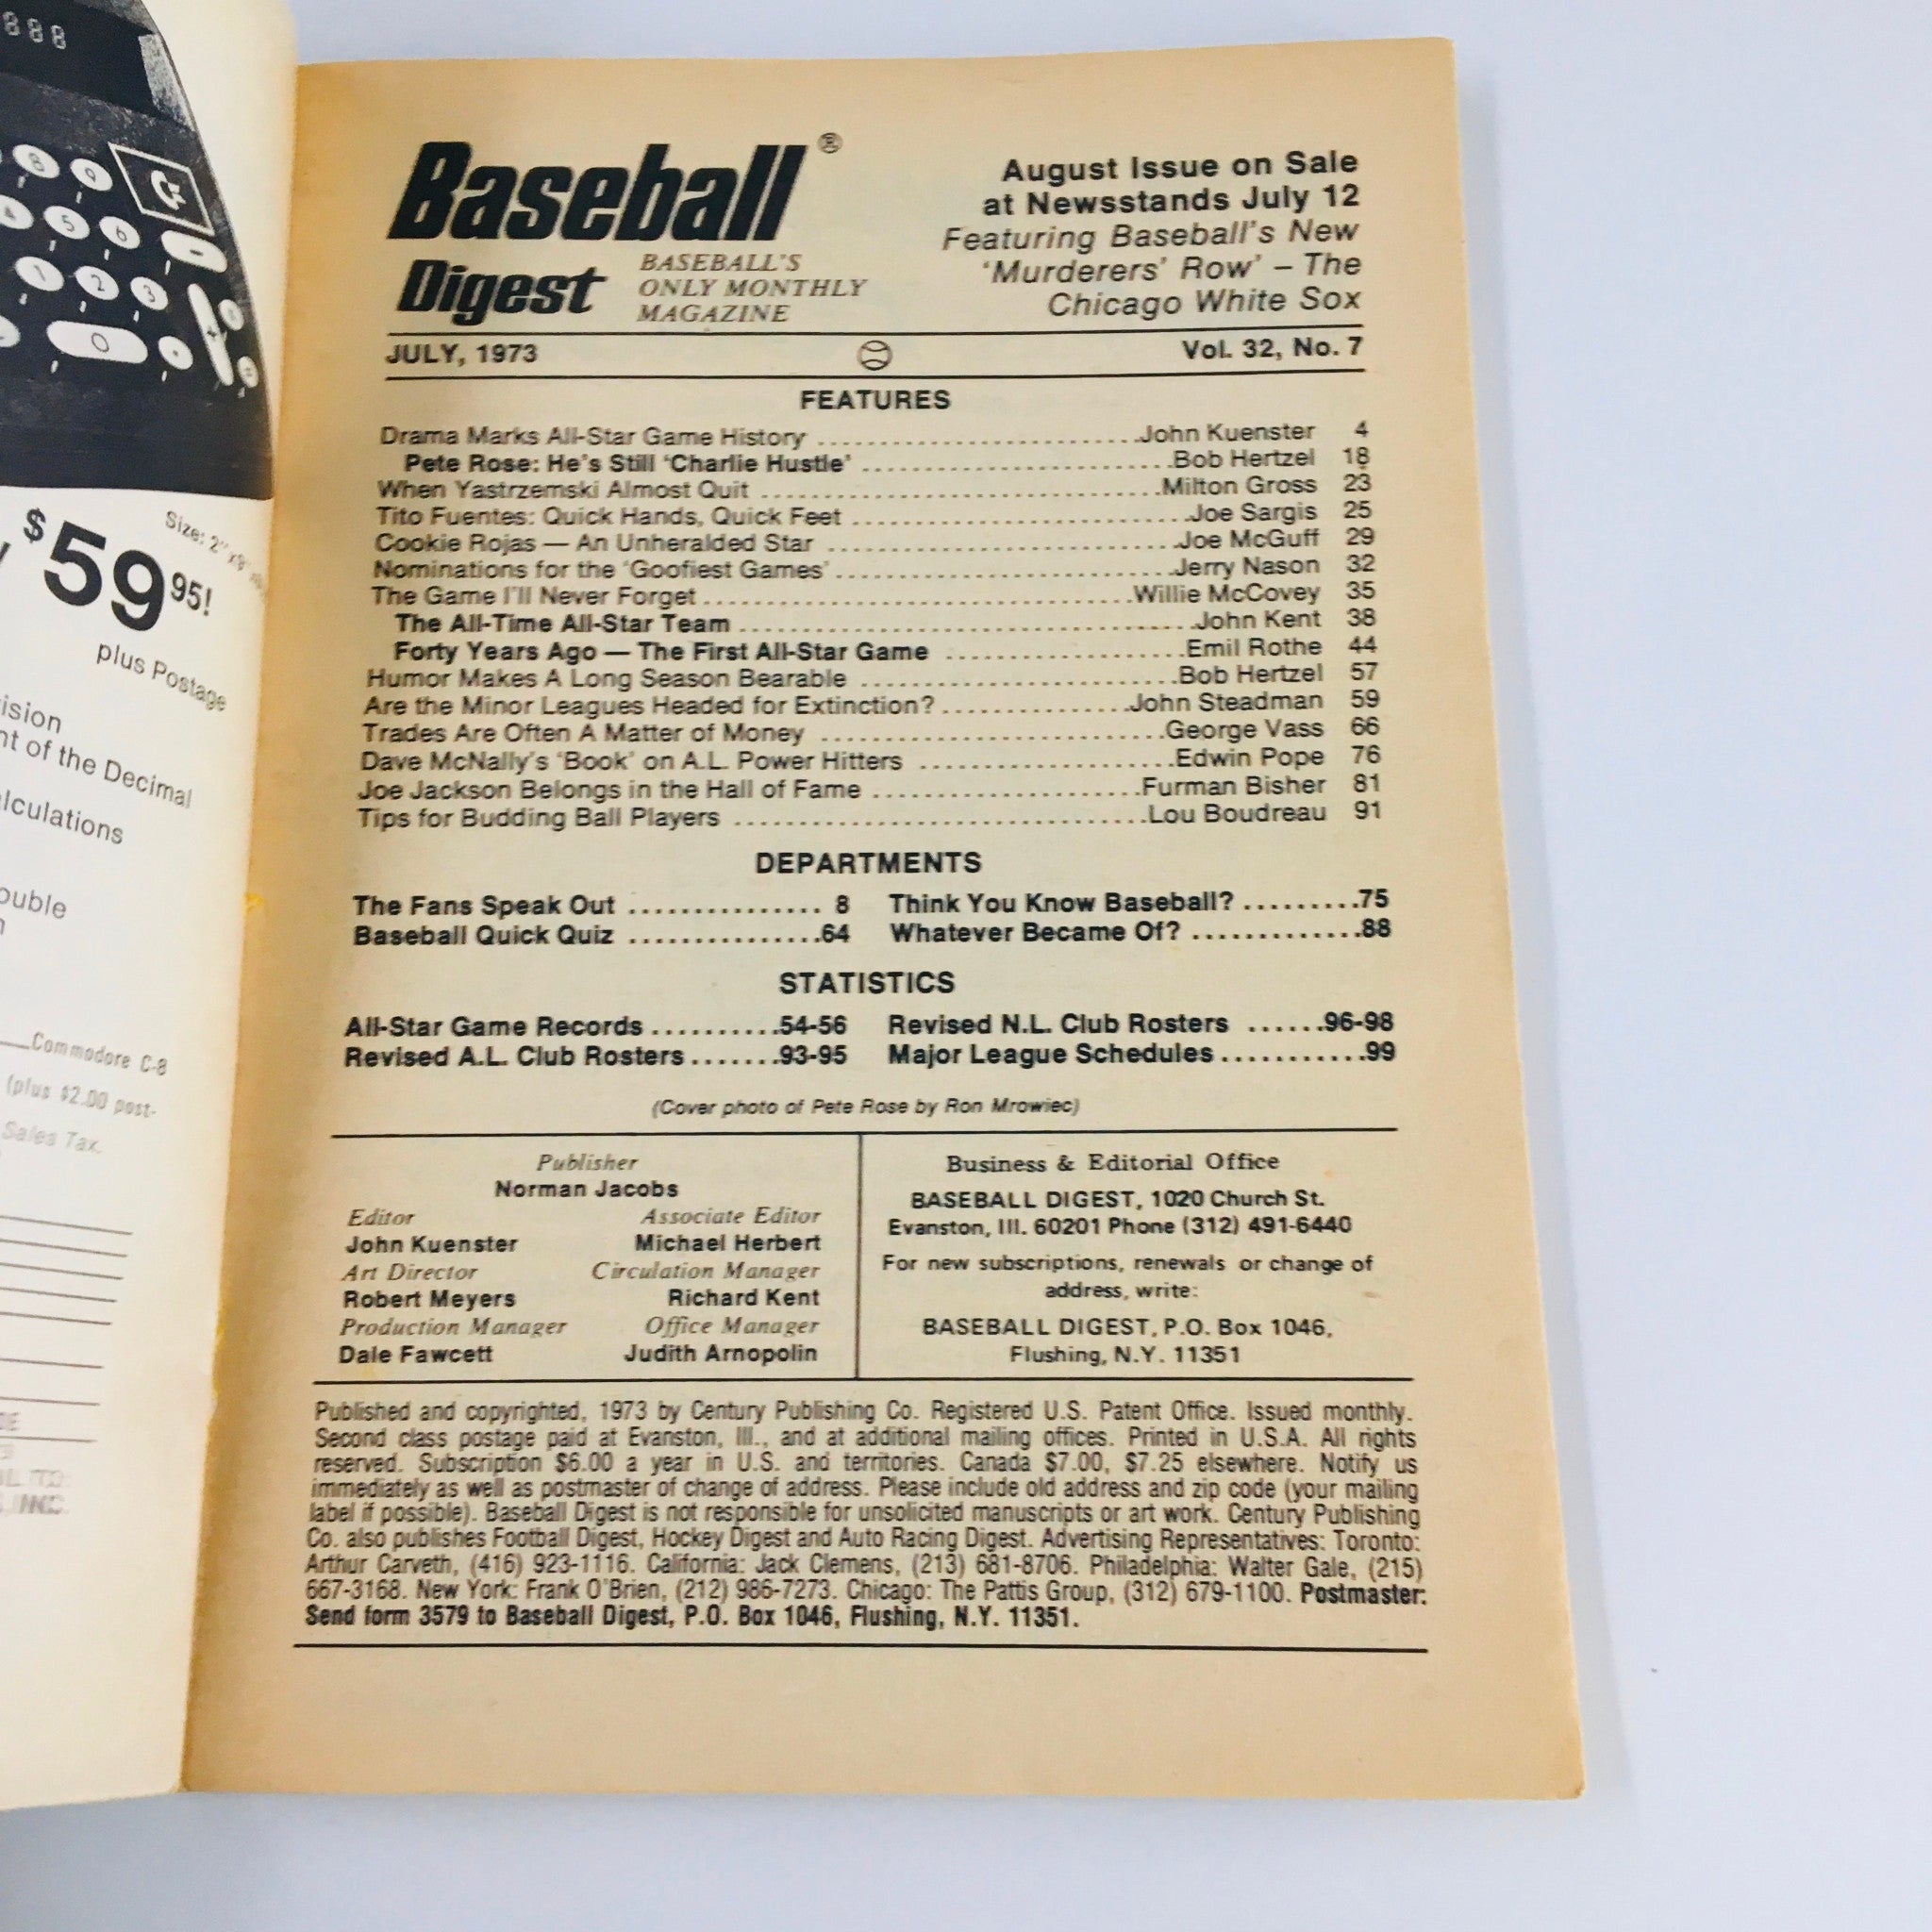 888
8 9
4 5 6
1 2 3
0
$59 95!
Size: 2" x
plus Postage
ision
nt of the Decimal
lculations
ouble
Commodore C-8
(plus $2.00 post-
Sales Tax.
Baseball ®
Digest
BASEBALL'S
ONLY MONTHLY
MAGAZINE
August Issue on Sale
at Newsstands July 12
Featuring Baseball's New
'Murderers' Row' – The
Chicago White Sox
JULY, 1973 Vol. 32, No. 7
FEATURES
Drama Marks All-Star Game History ............................John Kuenster 4
Pete Rose: He's Still 'Charlie Hustle' ...........................Bob Hertzel 18
When Yastrzemski Almost Quit ..................................Milton Gross 23
Tito Fuentes: Quick Hands, Quick Feet .............................Joe Sargis 25
Cookie Rojas — An Unheralded Star ..............................Joe McGuff 29
Nominations for the 'Goofiest Games' .............................Jerry Nason 32
The Game I'll Never Forget.....................................Willie McCovey 35
The All-Time All-Star Team .......................................John Kent 38
Forty Years Ago — The First All-Star Game .....................Emil Rothe 44
Humor Makes A Long Season Bearable ...........................Bob Hertzel 57
Are the Minor Leagues Headed for Extinction? ................John Steadman 59
Trades Are Often A Matter of Money ..............................George Vass 66
Dave McNally's 'Book' on A.L. Power Hitters ......................Edwin Pope 76
Joe Jackson Belongs in the Hall of Fame .......................Furman Bisher 81
Tips for Budding Ball Players ...................................Lou Boudreau 91
DEPARTMENTS
The Fans Speak Out ............... 8 Think You Know Baseball? .........75
Baseball Quick Quiz ...............64 Whatever Became Of? .............88
STATISTICS
All-Star Game Records ..........54-56 Revised N.L. Club Rosters ......96-98
Revised A.L. Club Rosters .......93-95 Major League Schedules ...........99
(Cover photo of Pete Rose by Ron Mrowiec)
Publisher
Norman Jacobs
Editor Associate Editor
John Kuenster Michael Herbert
Art Director Circulation Manager
Robert Meyers Richard Kent
Production Manager Office Manager
Dale Fawcett Judith Arnopolin
Business & Editorial Office
BASEBALL DIGEST, 1020 Church St.
Evanston, Ill. 60201 Phone (312) 491-6440
For new subscriptions, renewals or change of
address, write:
BASEBALL DIGEST, P.O. Box 1046,
Flushing, N.Y. 11351
Published and copyrighted, 1973 by Century Publishing Co. Registered U.S. Patent Office. Issued monthly.
Second class postage paid at Evanston, Ill., and at additional mailing offices. Printed in U.S.A. All rights
reserved. Subscription $6.00 a year in U.S. and territories. Canada $7.00, $7.25 elsewhere. Notify us
immediately as well as postmaster of change of address. Please include old address and zip code (your mailing
label if possible). Baseball Digest is not responsible for unsolicited manuscripts or art work. Century Publishing
Co. also publishes Football Digest, Hockey Digest and Auto Racing Digest. Advertising Representatives: Toronto:
Arthur Carveth, (416) 923-1116. California: Jack Clemens, (213) 681-8706. Philadelphia: Walter Gale, (215)
667-3168. New York: Frank O'Brien, (212) 986-7273. Chicago: The Pattis Group, (312) 679-1100. Postmaster:
Send form 3579 to Baseball Digest, P.O. Box 1046, Flushing, N.Y. 11351.